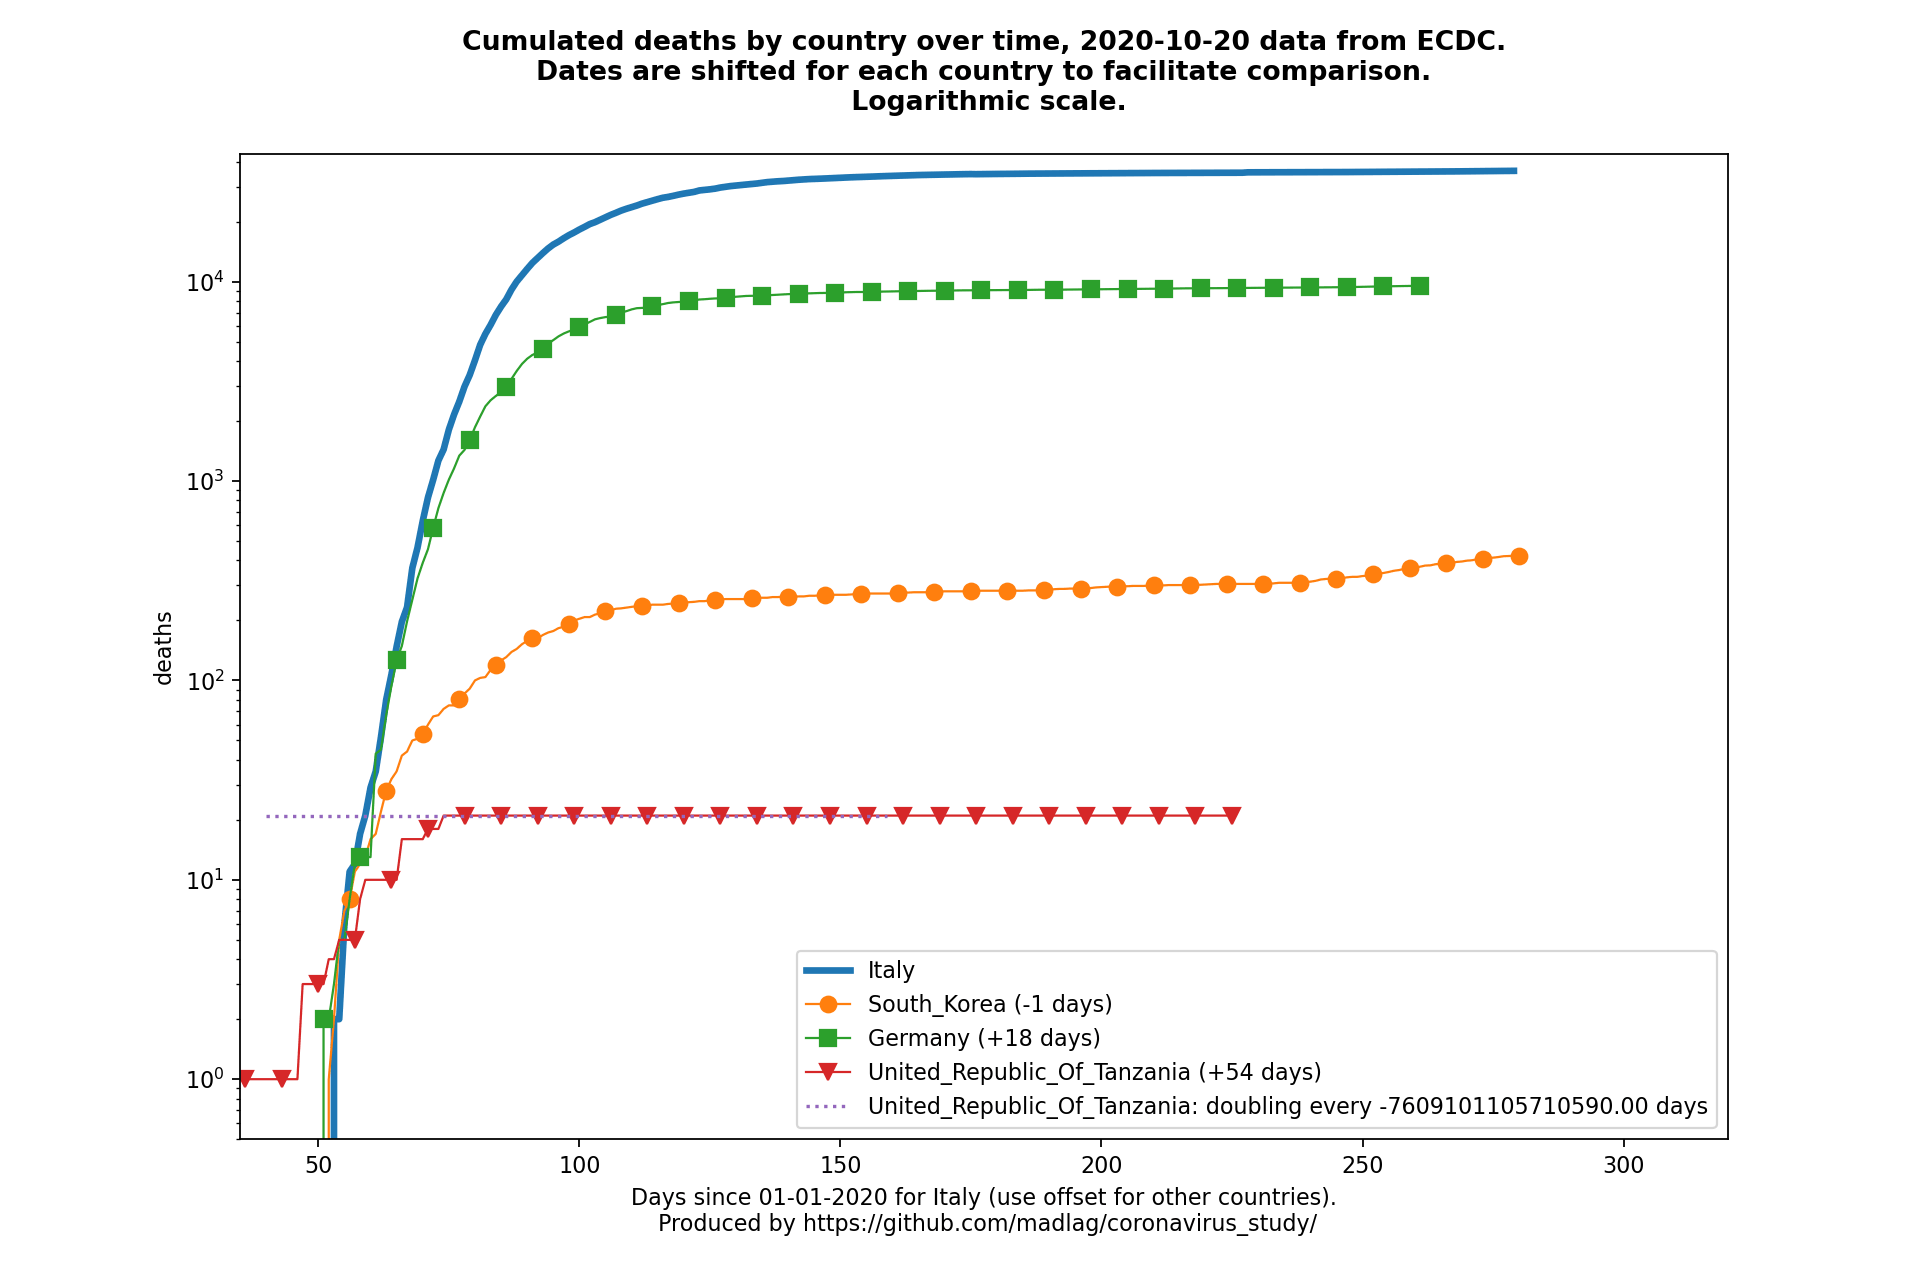 Cumulated deaths by country over time, 2020-10-20 data from ECDC.
Dates are shifted for each country to facilitate comparison.
Logarithmic scale.
10^4
10^3
10^2
10^1
10^0
deaths
Italy
South_Korea (-1 days)
Germany (+18 days)
United_Republic_Of_Tanzania (+54 days)
United_Republic_Of_Tanzania: doubling every -7609101105710590.00 days
50 100 150 200 250 300
Days since 01-01-2020 for Italy (use offset for other countries).
Produced by https://github.com/madlag/coronavirus_study/